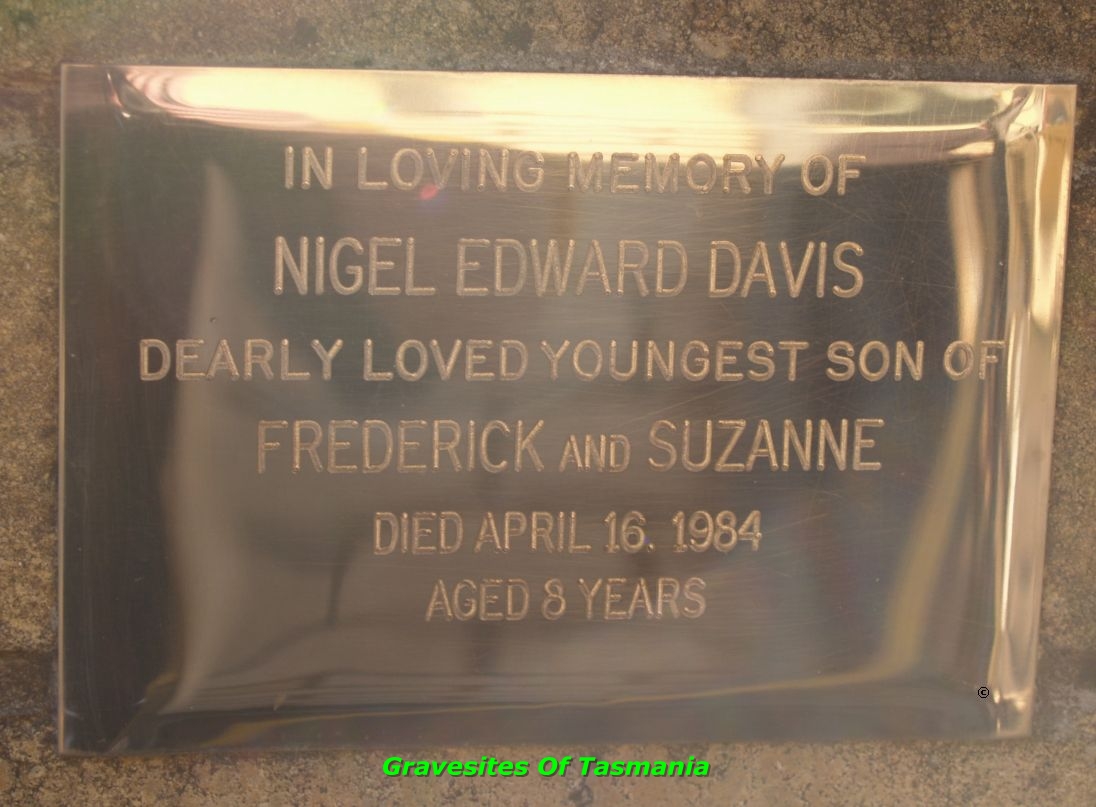 IN LOVING MEMORY OF
NIGEL EDWARD DAVIS
DEARLY LOVED YOUNGEST SON OF
FREDERICK AND SUZANNE
DIED APRIL 16. 1984
AGED 8 YEARS
©
Gravesites Of Tasmania